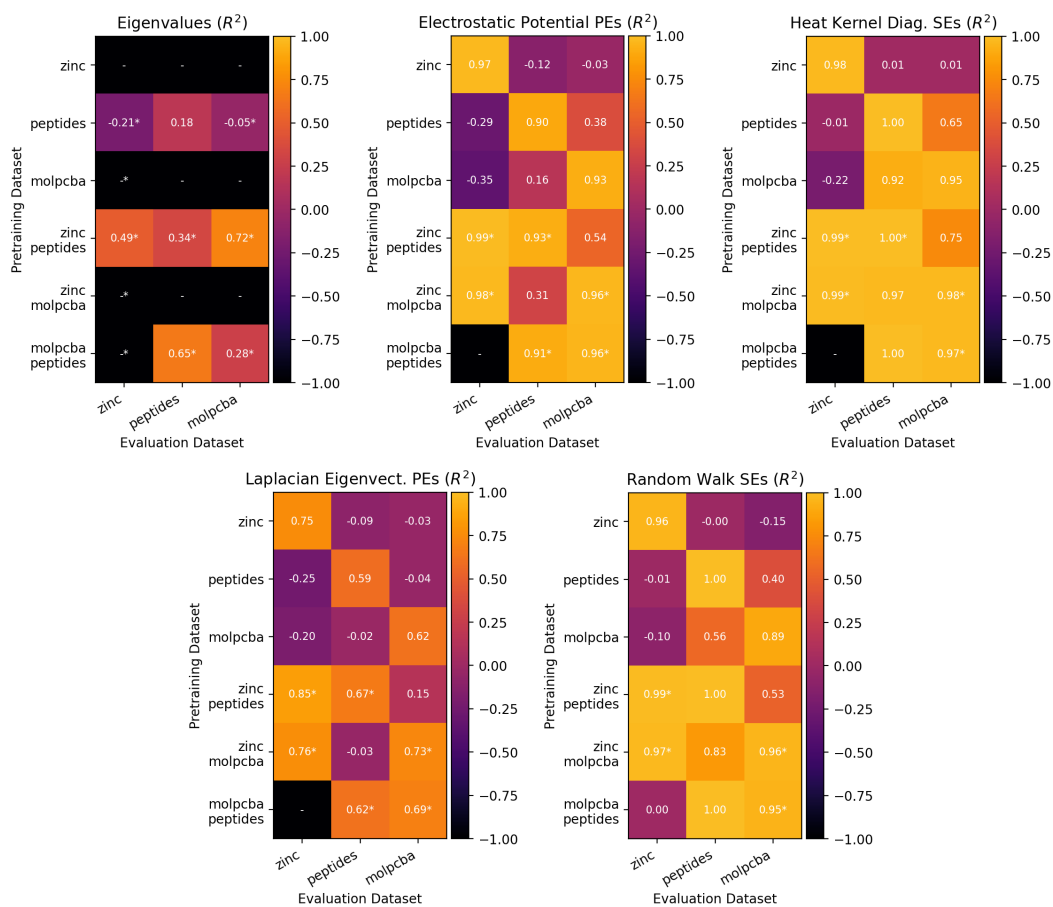 Eigenvalues (R²)
zinc - - -
peptides -0.21* 0.18 -0.05*
molpcba -* - -
zinc
peptides 0.49* 0.34* 0.72*
zinc
molpcba -* - -
molpcba
peptides -* 0.65* 0.28*
zinc peptides molpcba
Evaluation Dataset
Pretraining Dataset
1.00
0.75
0.50
0.25
0.00
−0.25
−0.50
−0.75
−1.00
Electrostatic Potential PEs (R²)
zinc 0.97 -0.12 -0.03
peptides -0.29 0.90 0.38
molpcba -0.35 0.16 0.93
zinc
peptides 0.99* 0.93* 0.54
zinc
molpcba 0.98* 0.31 0.96*
molpcba
peptides - 0.91* 0.96*
zinc peptides molpcba
Evaluation Dataset
Pretraining Dataset
1.00
0.75
0.50
0.25
0.00
−0.25
−0.50
−0.75
−1.00
Heat Kernel Diag. SEs (R²)
zinc 0.98 0.01 0.01
peptides -0.01 1.00 0.65
molpcba -0.22 0.92 0.95
zinc
peptides 0.99* 1.00* 0.75
zinc
molpcba 0.99* 0.97 0.98*
molpcba
peptides - 1.00 0.97*
zinc peptides molpcba
Evaluation Dataset
Pretraining Dataset
1.00
0.75
0.50
0.25
0.00
−0.25
−0.50
−0.75
−1.00
Laplacian Eigenvect. PEs (R²)
zinc 0.75 -0.09 -0.03
peptides -0.25 0.59 -0.04
molpcba -0.20 -0.02 0.62
zinc
peptides 0.85* 0.67* 0.15
zinc
molpcba 0.76* -0.03 0.73*
molpcba
peptides - 0.62* 0.69*
zinc peptides molpcba
Evaluation Dataset
Pretraining Dataset
1.00
0.75
0.50
0.25
0.00
−0.25
−0.50
−0.75
−1.00
Random Walk SEs (R²)
zinc 0.96 -0.00 -0.15
peptides -0.01 1.00 0.40
molpcba -0.10 0.56 0.89
zinc
peptides 0.99* 1.00 0.53
zinc
molpcba 0.97* 0.83 0.96*
molpcba
peptides 0.00 1.00 0.95*
zinc peptides molpcba
Evaluation Dataset
Pretraining Dataset
1.00
0.75
0.50
0.25
0.00
−0.25
−0.50
−0.75
−1.00